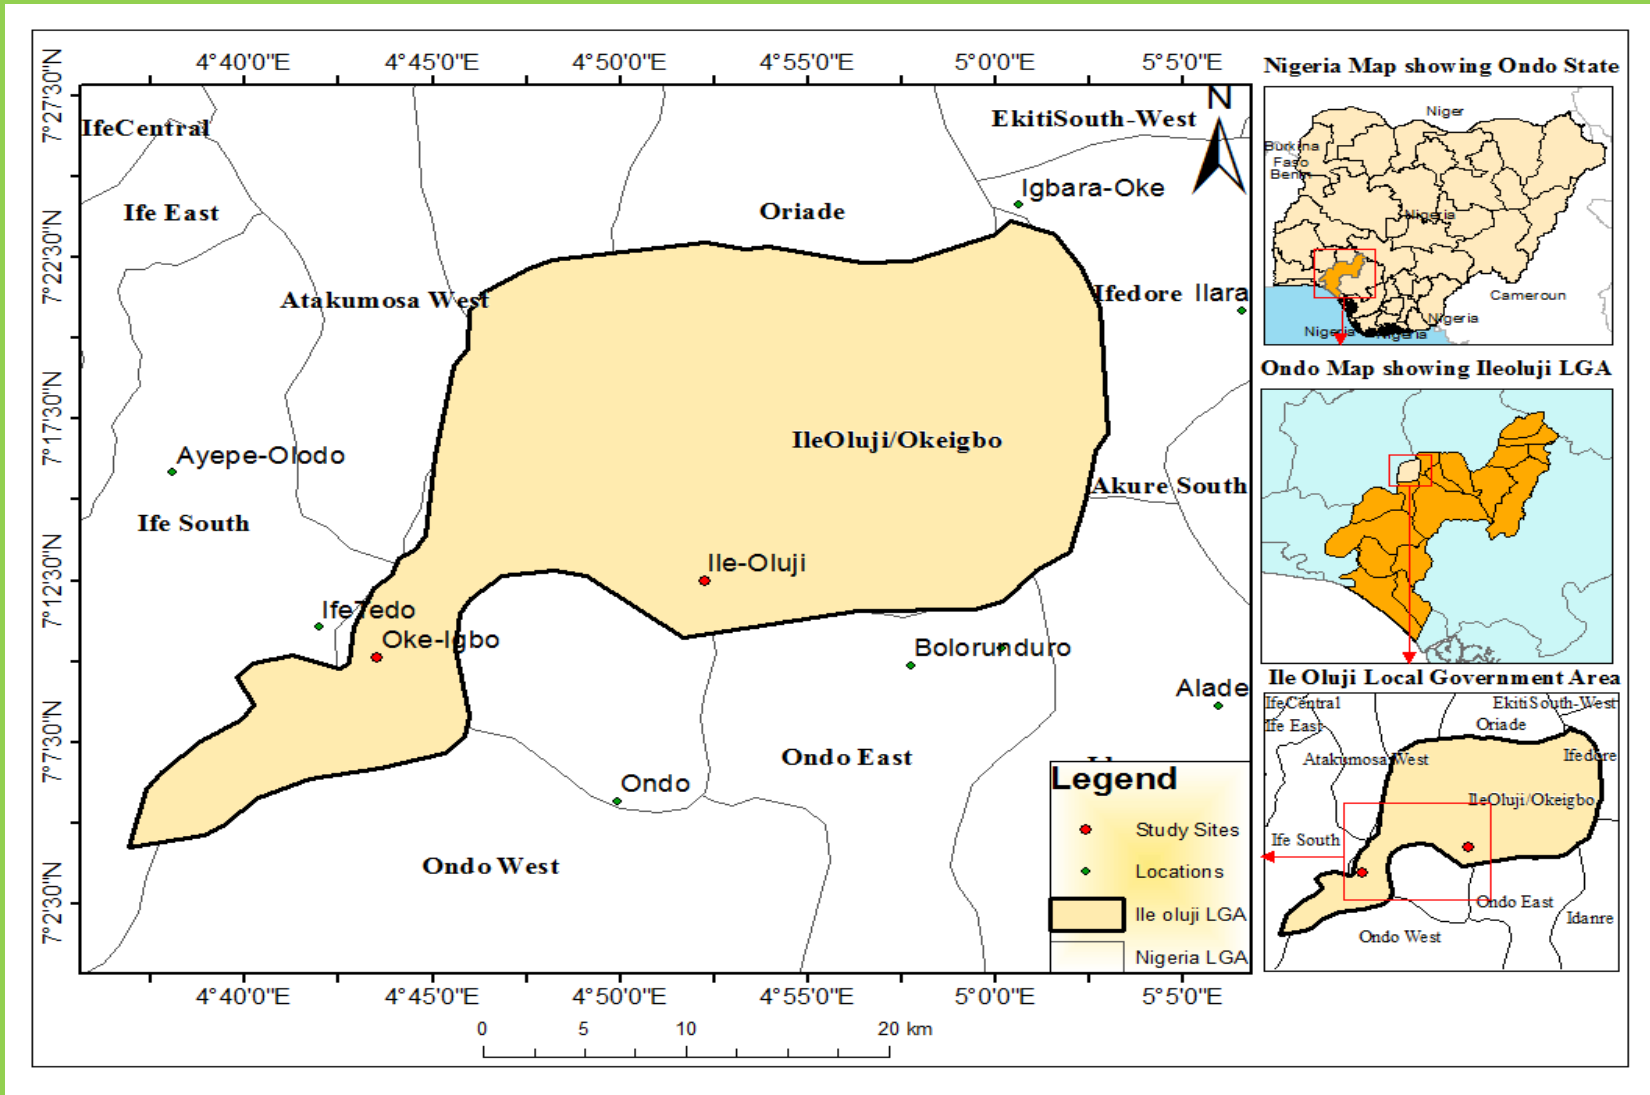 4°40'0"E 4°45'0"E 4°50'0"E 4°55'0"E 5°0'0"E 5°5'0"E
7°27'30"N
7°22'30"N
7°17'30"N
7°12'30"N
7°7'30"N
7°2'30"N
N
IfeCentral
EkitiSouth-West
Igbara-Oke
Ife East
Oriade
Atakumosa West
Ifedore Ilara
IleOluji/Okeigbo
Ayepe-Olodo
Akure South
Ife South
Ile-Oluji
IfeTedo
Oke-Igbo
Bolorunduro
Alade
Ondo East
Ondo
Ondo West
Legend
Study Sites
Locations
Ile oluji LGA
Nigeria LGA
4°40'0"E 4°45'0"E 4°50'0"E 4°55'0"E 5°0'0"E 5°5'0"E
0 5 10 20 km
Nigeria Map showing Ondo State
Niger
Burkina
Faso
Benin
Nigeria
Cameroun
Nigeria
Nigeria
Nigeria
Ondo Map showing Ileoluji LGA
Ile Oluji Local Government Area
IfeCentral
EkitiSouth-West
Ife East
Oriade
Atakumosa West
Ifedore
IleOluji/Okeigbo
Ife South
Ondo East
Idanre
Ondo West